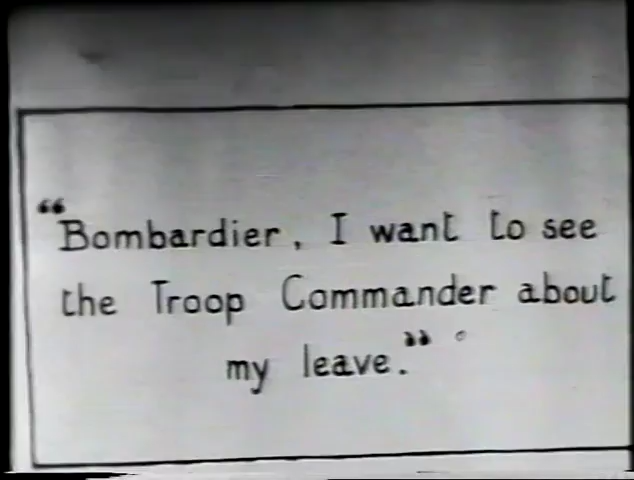 "Bombardier, I want to see
the Troop Commander about
my leave."